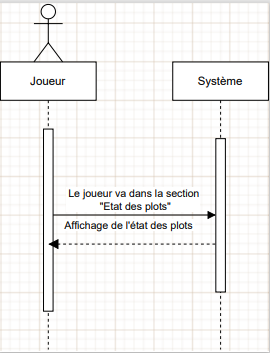 Joueur
Système
Le joueur va dans la section
"Etat des plots"
Affichage de l'état des plots